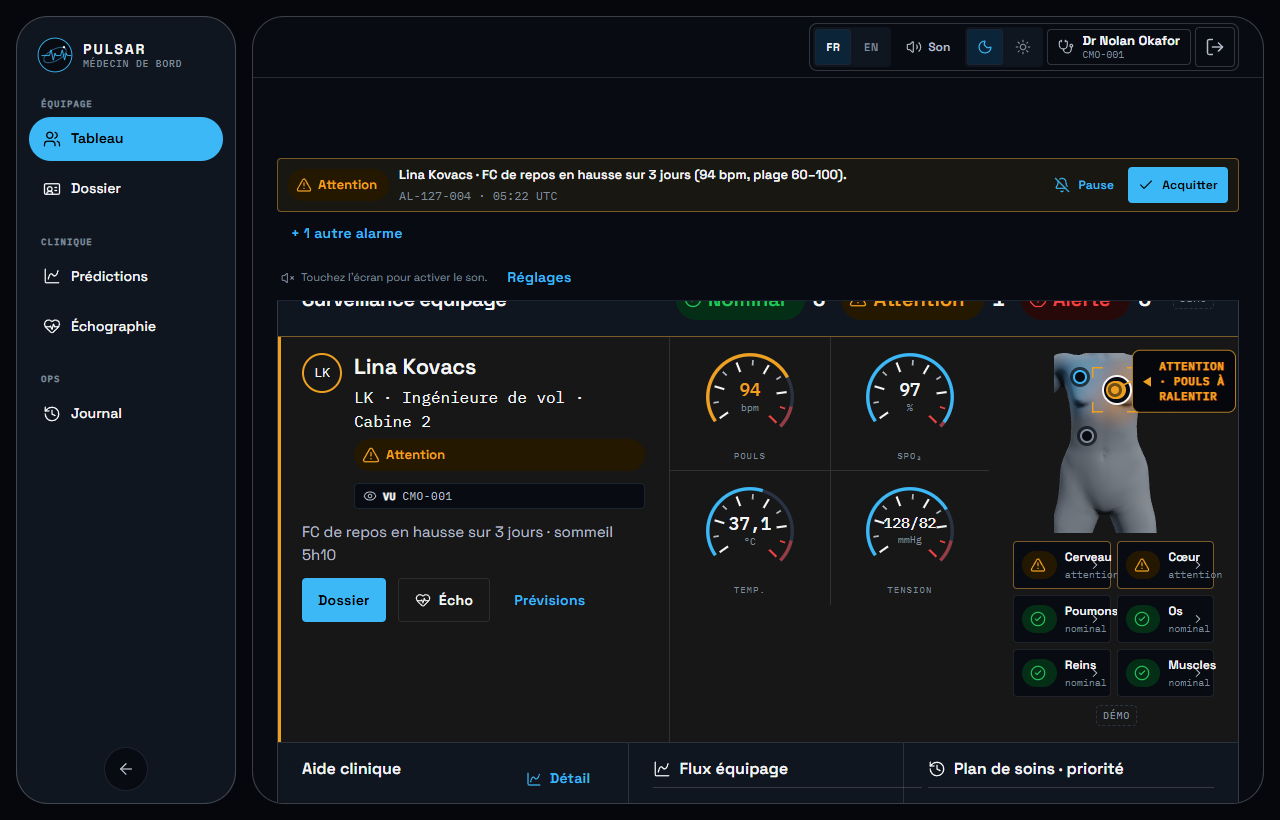 PULSAR
MÉDECIN DE BORD
ÉQUIPAGE
Tableau
Dossier
CLINIQUE
Prédictions
Échographie
OPS
Journal
FR
EN
Son
Dr Nolan Okafor
CMO-001
Attention
Lina Kovacs · FC de repos en hausse sur 3 jours (94 bpm, plage 60–100).
AL-127-004 · 05:22 UTC
Pause
Acquitter
+ 1 autre alarme
Touchez l'écran pour activer le son.
Réglages
Surveillance équipage
Nominal
Attention
1
Alerte
LK
Lina Kovacs
LK · Ingénieure de vol ·
Cabine 2
Attention
VU CMO-001
FC de repos en hausse sur 3 jours · sommeil
5h10
Dossier
Écho
Prévisions
94
bpm
POULS
97
%
SPO₂
37,1
°C
TEMP.
128/82
mmHg
TENSION
ATTENTION
· POULS À
RALENTIR
Cerveau
attention
Cœur
attention
Poumons
nominal
Os
nominal
Reins
nominal
Muscles
nominal
DÉMO
Aide clinique
Détail
Flux équipage
Plan de soins · priorité